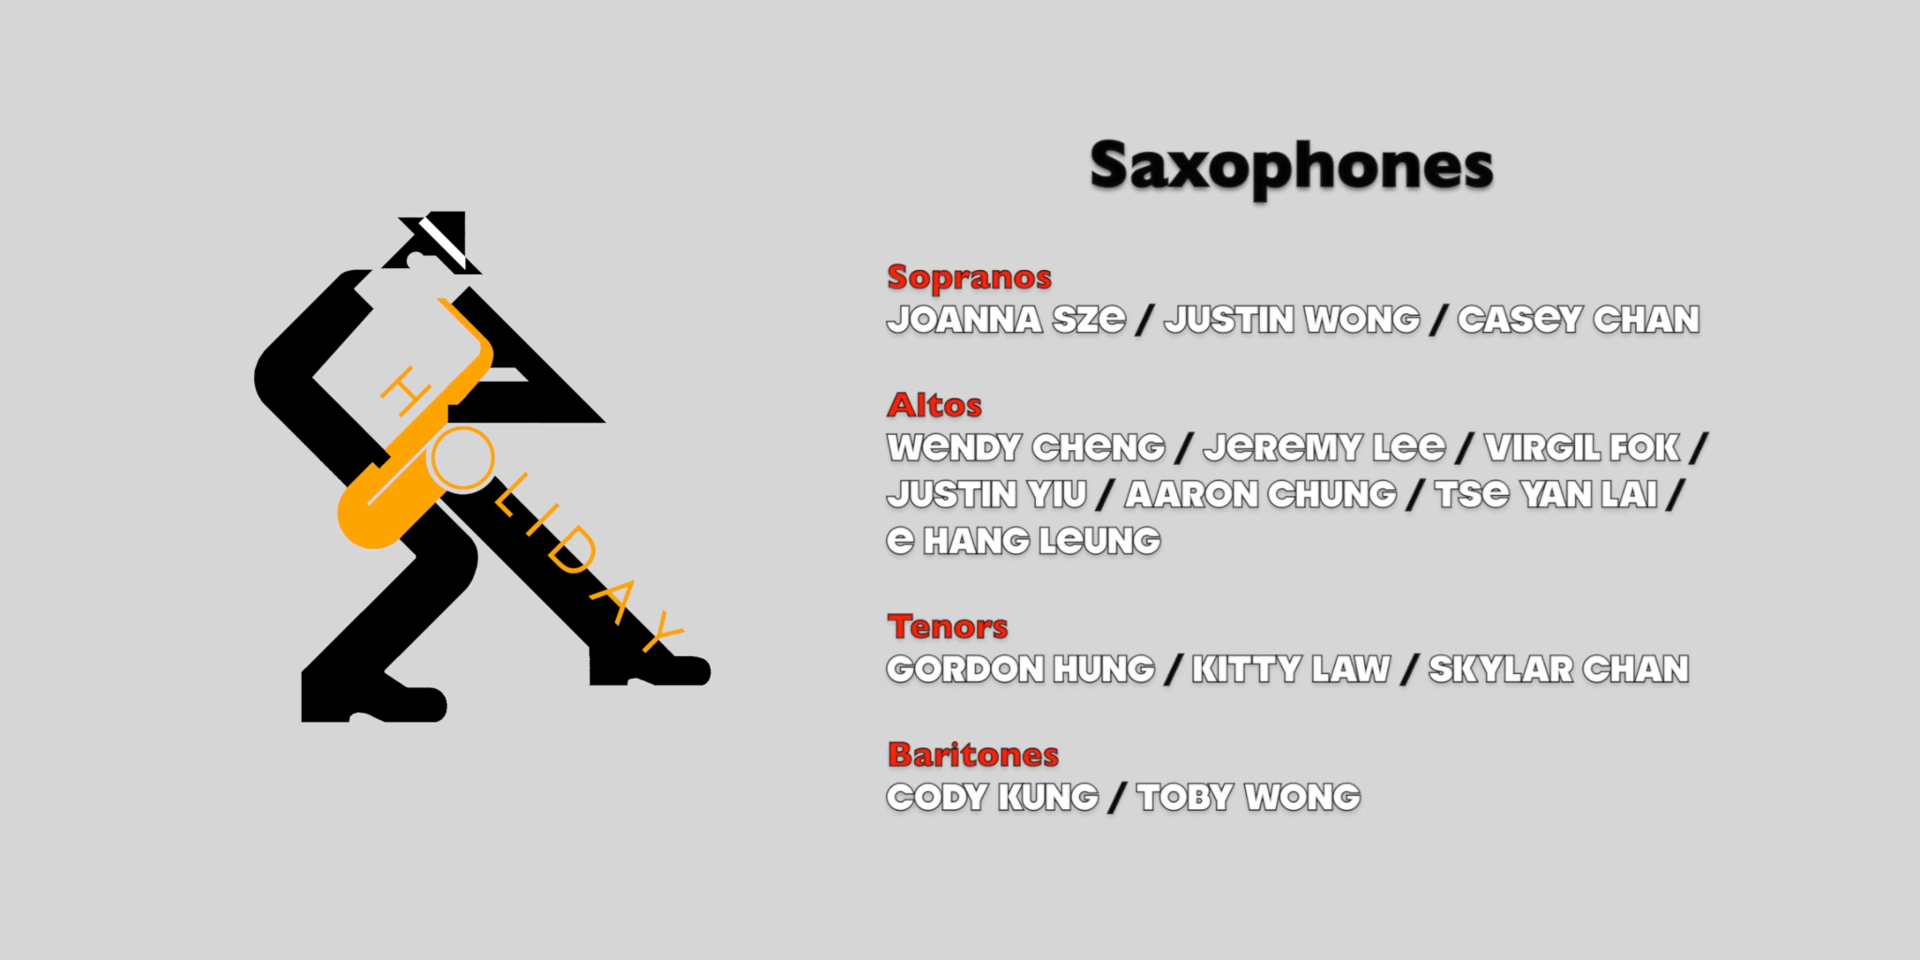 HOLIDAY
Saxophones
Sopranos
JOANNA SZe / JUSTIN WONG / CASeY CHAN
Altos
WeNDY CHeNG / JeReMY Lee / VIRGIL FOK /
JUSTIN YIU / AARON CHUNG / TSe YAN LAI /
e HANG LeUNG
Tenors
GORDON HUNG / KITTY LAW / SKYLAR CHAN
Baritones
CODY KUNG / TOBY WONG